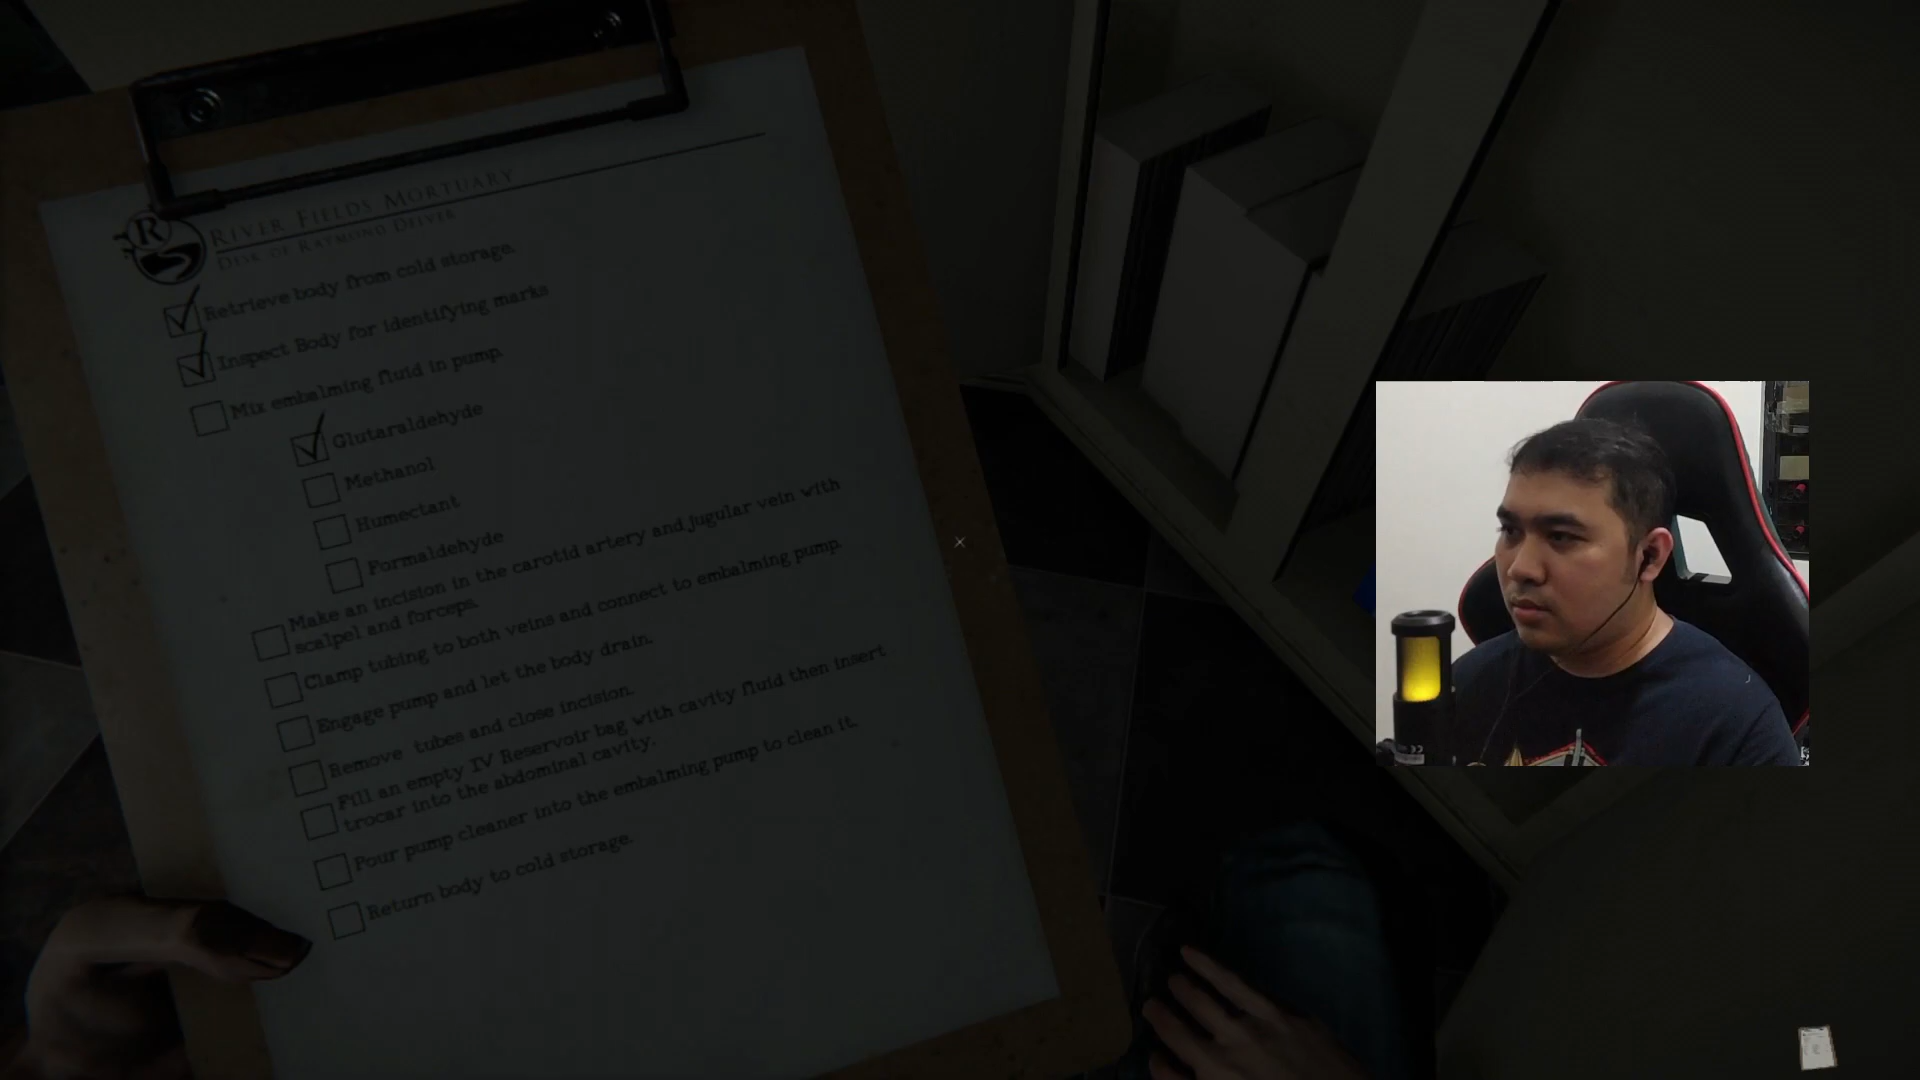 RIVER FIELDS MORTUARY
DESK OF RAYMOND DELVER
Retrieve body from cold storage.
Inspect Body for identifying marks
Mix embalming fluid in pump.
Glutaraldehyde
Methanol
Humectant
Formaldehyde
Make an incision in the carotid artery and jugular vein with
scalpel and forceps.
Clamp tubing to both veins and connect to embalming pump.
Engage pump and let the body drain.
Remove tubes and close incision.
Fill an empty IV Reservoir bag with cavity fluid then insert
trocar into the abdominal cavity.
Pour pump cleaner into the embalming pump to clean it.
Return body to cold storage.